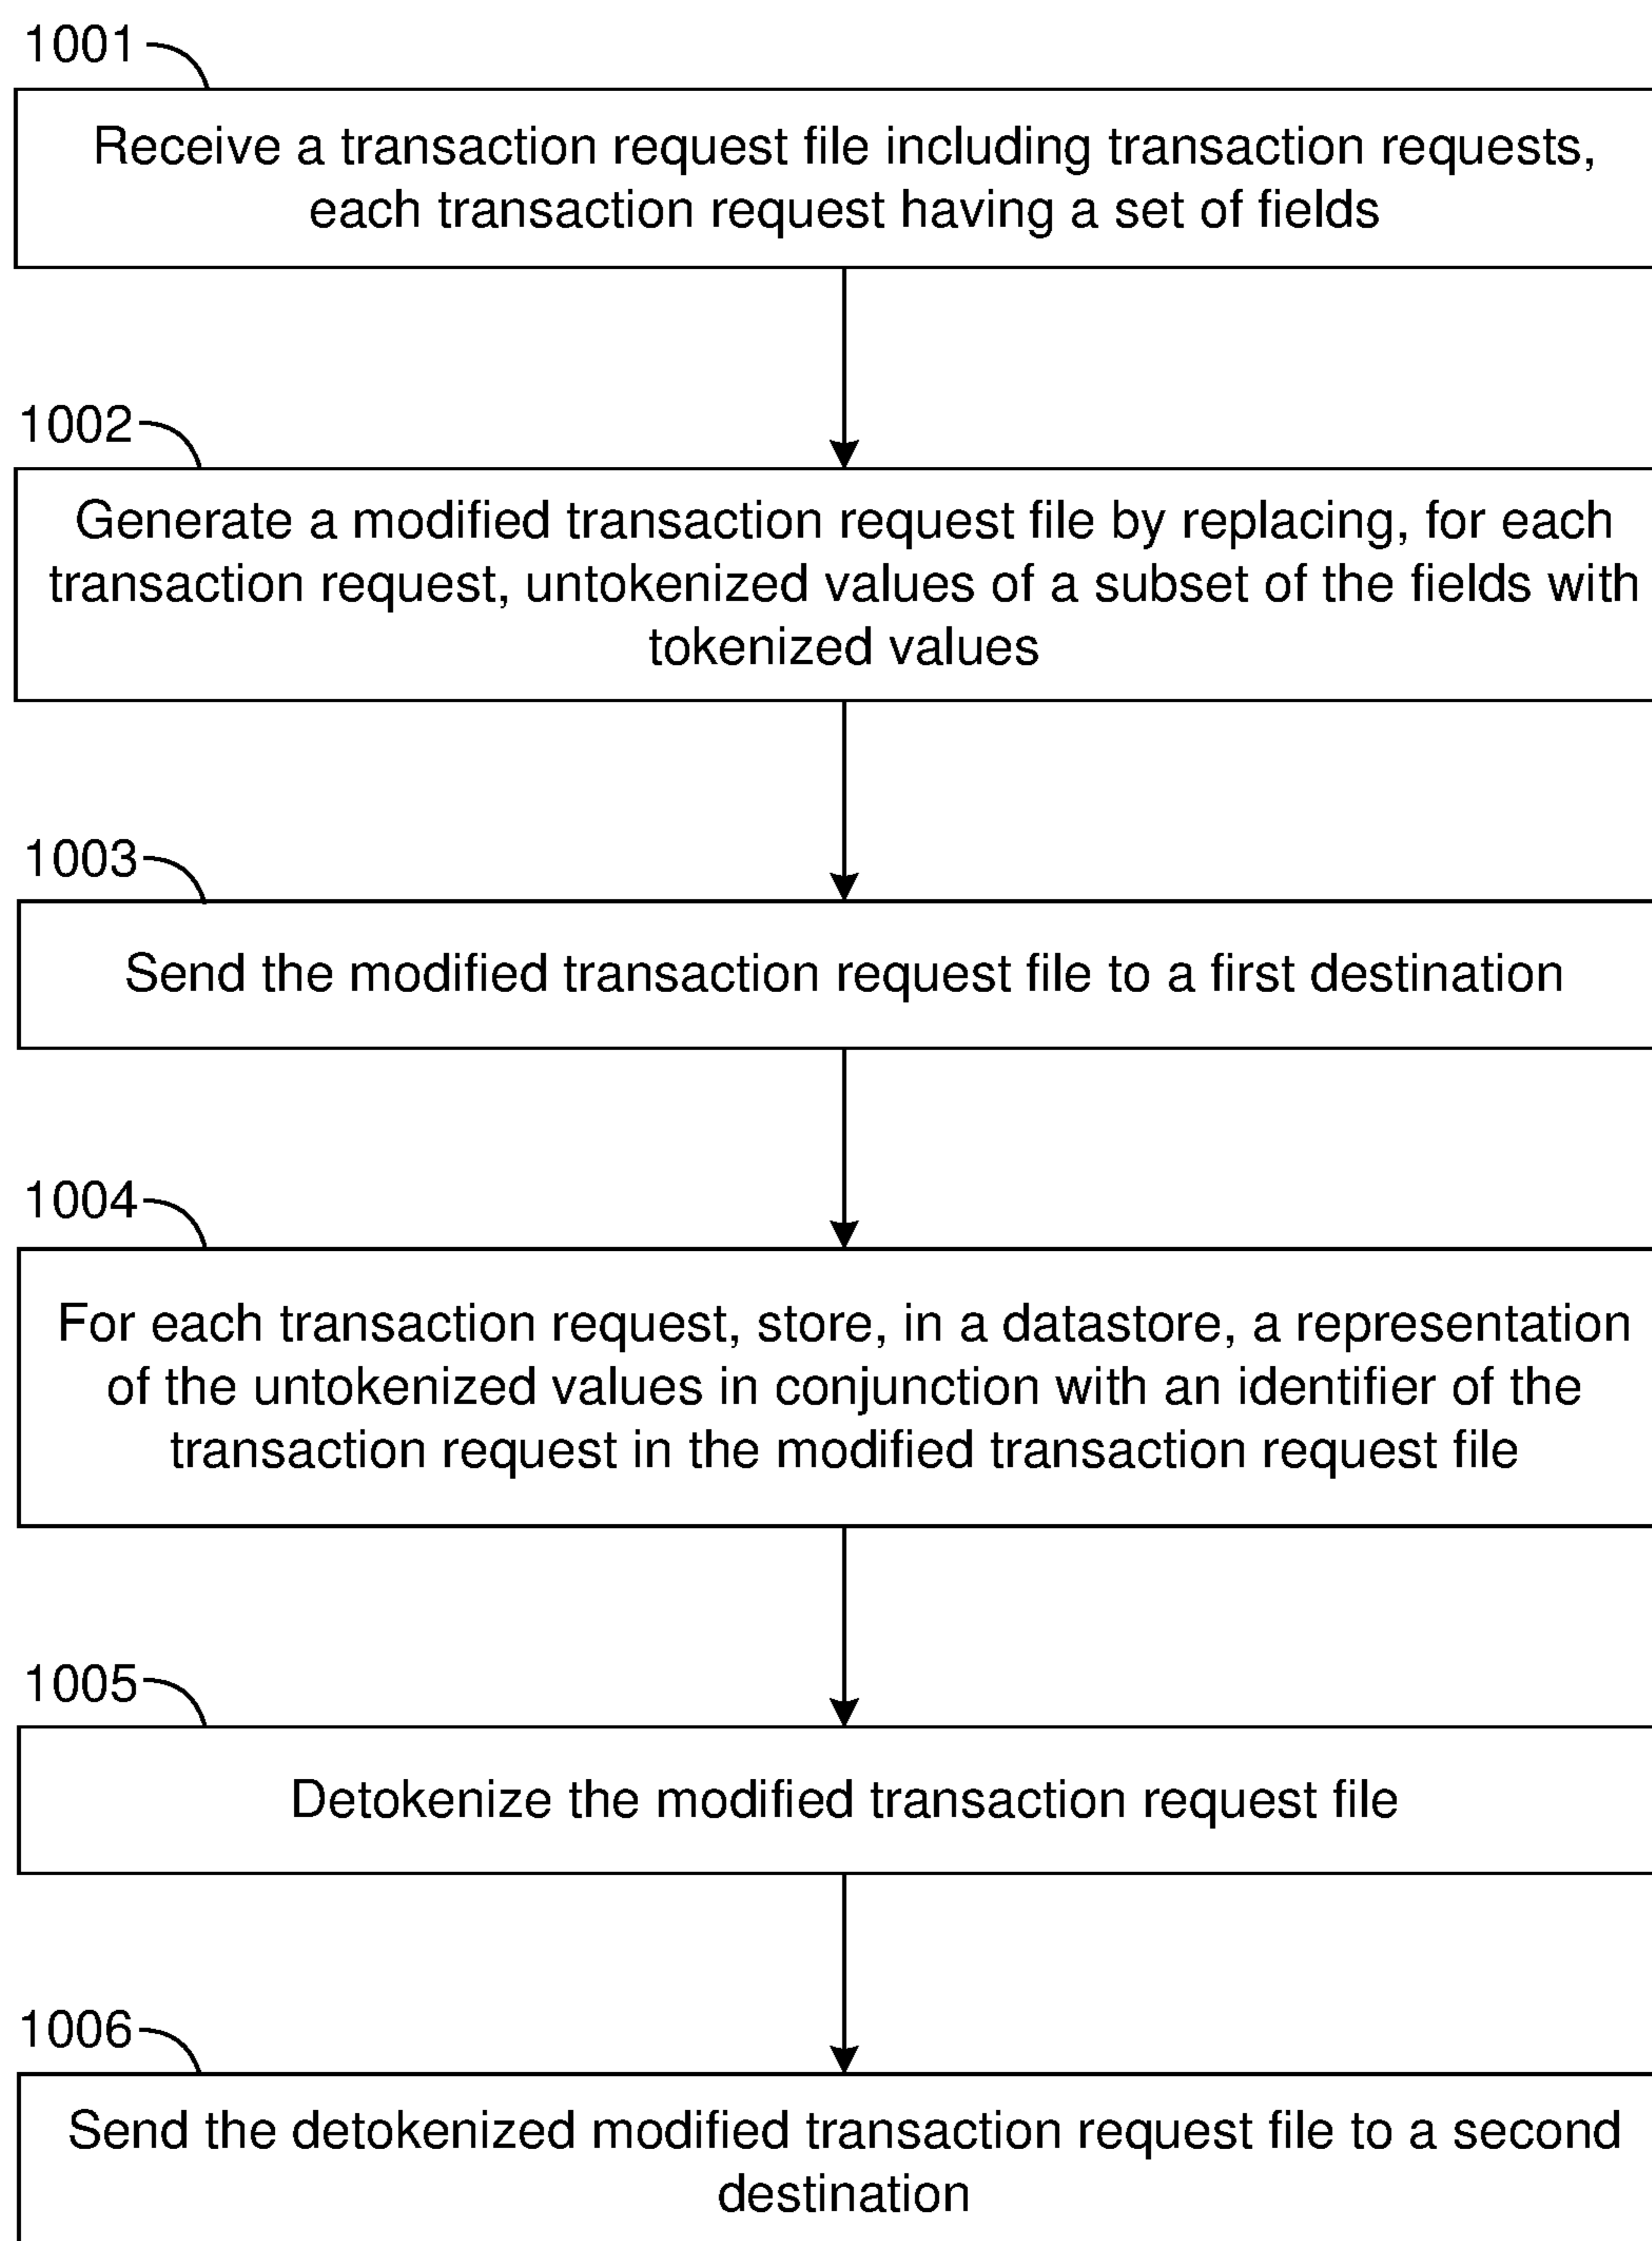 1001
Receive a transaction request file including transaction requests,
each transaction request having a set of fields
1002
Generate a modified transaction request file by replacing, for each
transaction request, untokenized values of a subset of the fields with
tokenized values
1003
Send the modified transaction request file to a first destination
1004
For each transaction request, store, in a datastore, a representation
of the untokenized values in conjunction with an identifier of the
transaction request in the modified transaction request file
1005
Detokenize the modified transaction request file
1006
Send the detokenized modified transaction request file to a second
destination